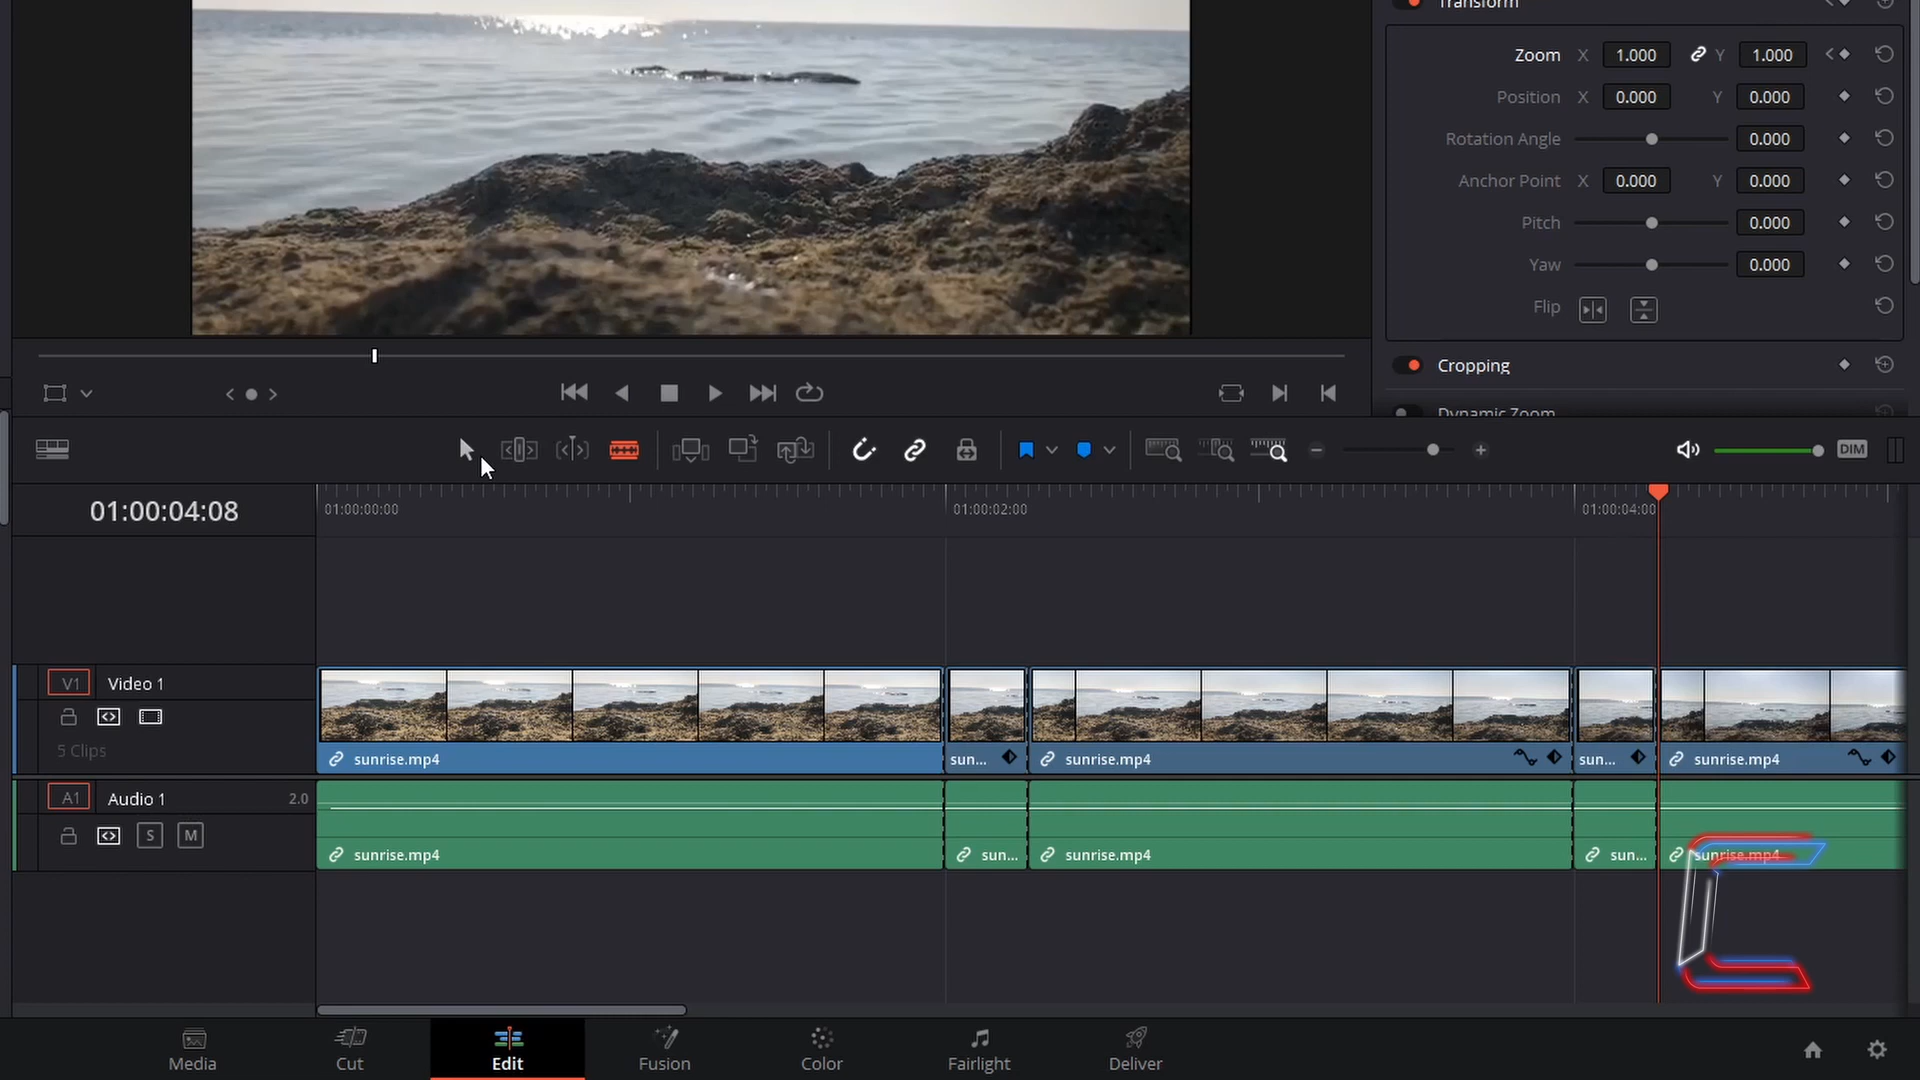 Transform
Zoom X 1.000 Y 1.000
Position X 0.000 Y 0.000
Rotation Angle 0.000
Anchor Point X 0.000 Y 0.000
Pitch 0.000
Yaw 0.000
Flip
Cropping
Dynamic Zoom
DIM
01:00:04:08
01:00:00:00
01:00:02:00
01:00:04:00
V1 Video 1
5 Clips
sunrise.mp4
sun...
sunrise.mp4
sun...
sunrise.mp4
A1 Audio 1 2.0
S M
sunrise.mp4
sun...
sunrise.mp4
sun...
sunrise.mp4
Media
Cut
Edit
Fusion
Color
Fairlight
Deliver